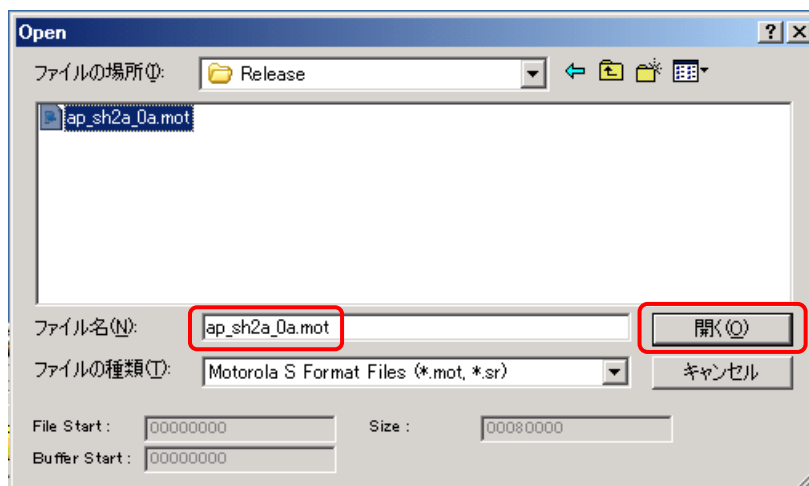 Open
ファイルの場所(I):
Release
ap_sh2a_0a.mot
ファイル名(N):
ap_sh2a_0a.mot
開く(O)
ファイルの種類(T):
Motorola S Format Files (*.mot, *.sr)
キャンセル
File Start :
00000000
Size :
00080000
Buffer Start :
00000000